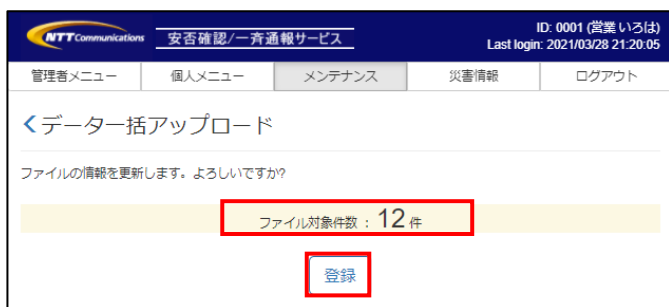 NTT Communications 安否確認/一斉通報サービス
ID: 0001 (営業 いろは)
Last login: 2021/03/28 21:20:05
管理者メニュー 個人メニュー メンテナンス 災害情報 ログアウト
データ一括アップロード
ファイルの情報を更新します。よろしいですか?
ファイル対象件数 : 12 件
登録